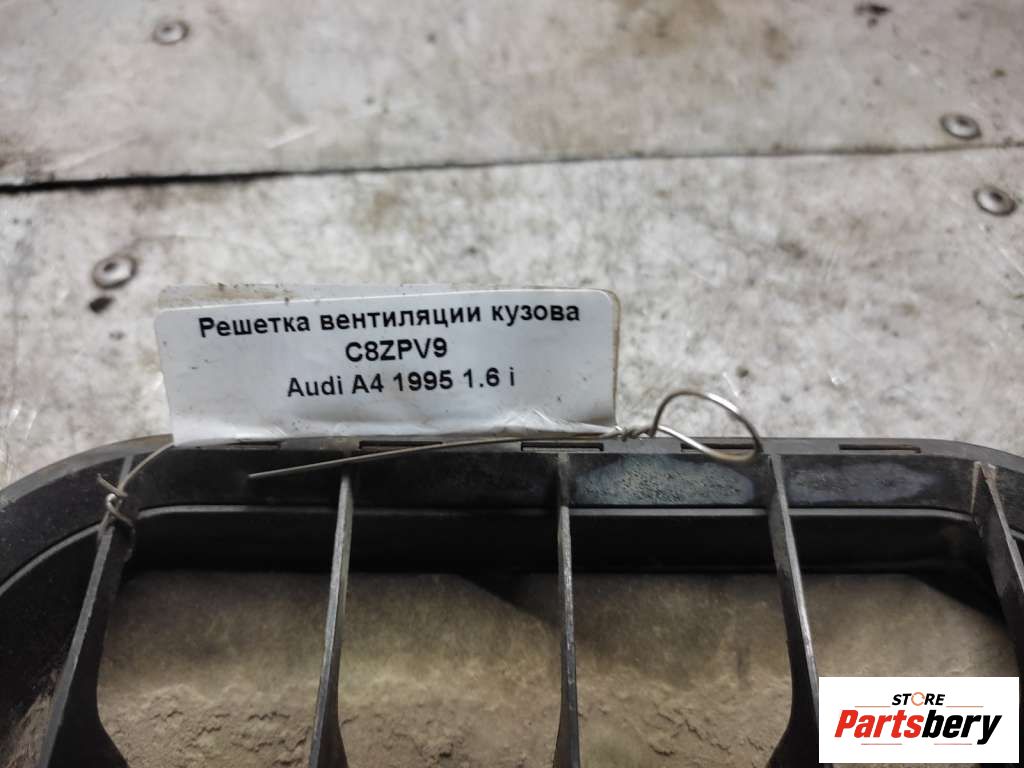 Решетка вентиляции кузова
C8ZPV9
Audi A4 1995 1.6 i
STORE
Partsbery